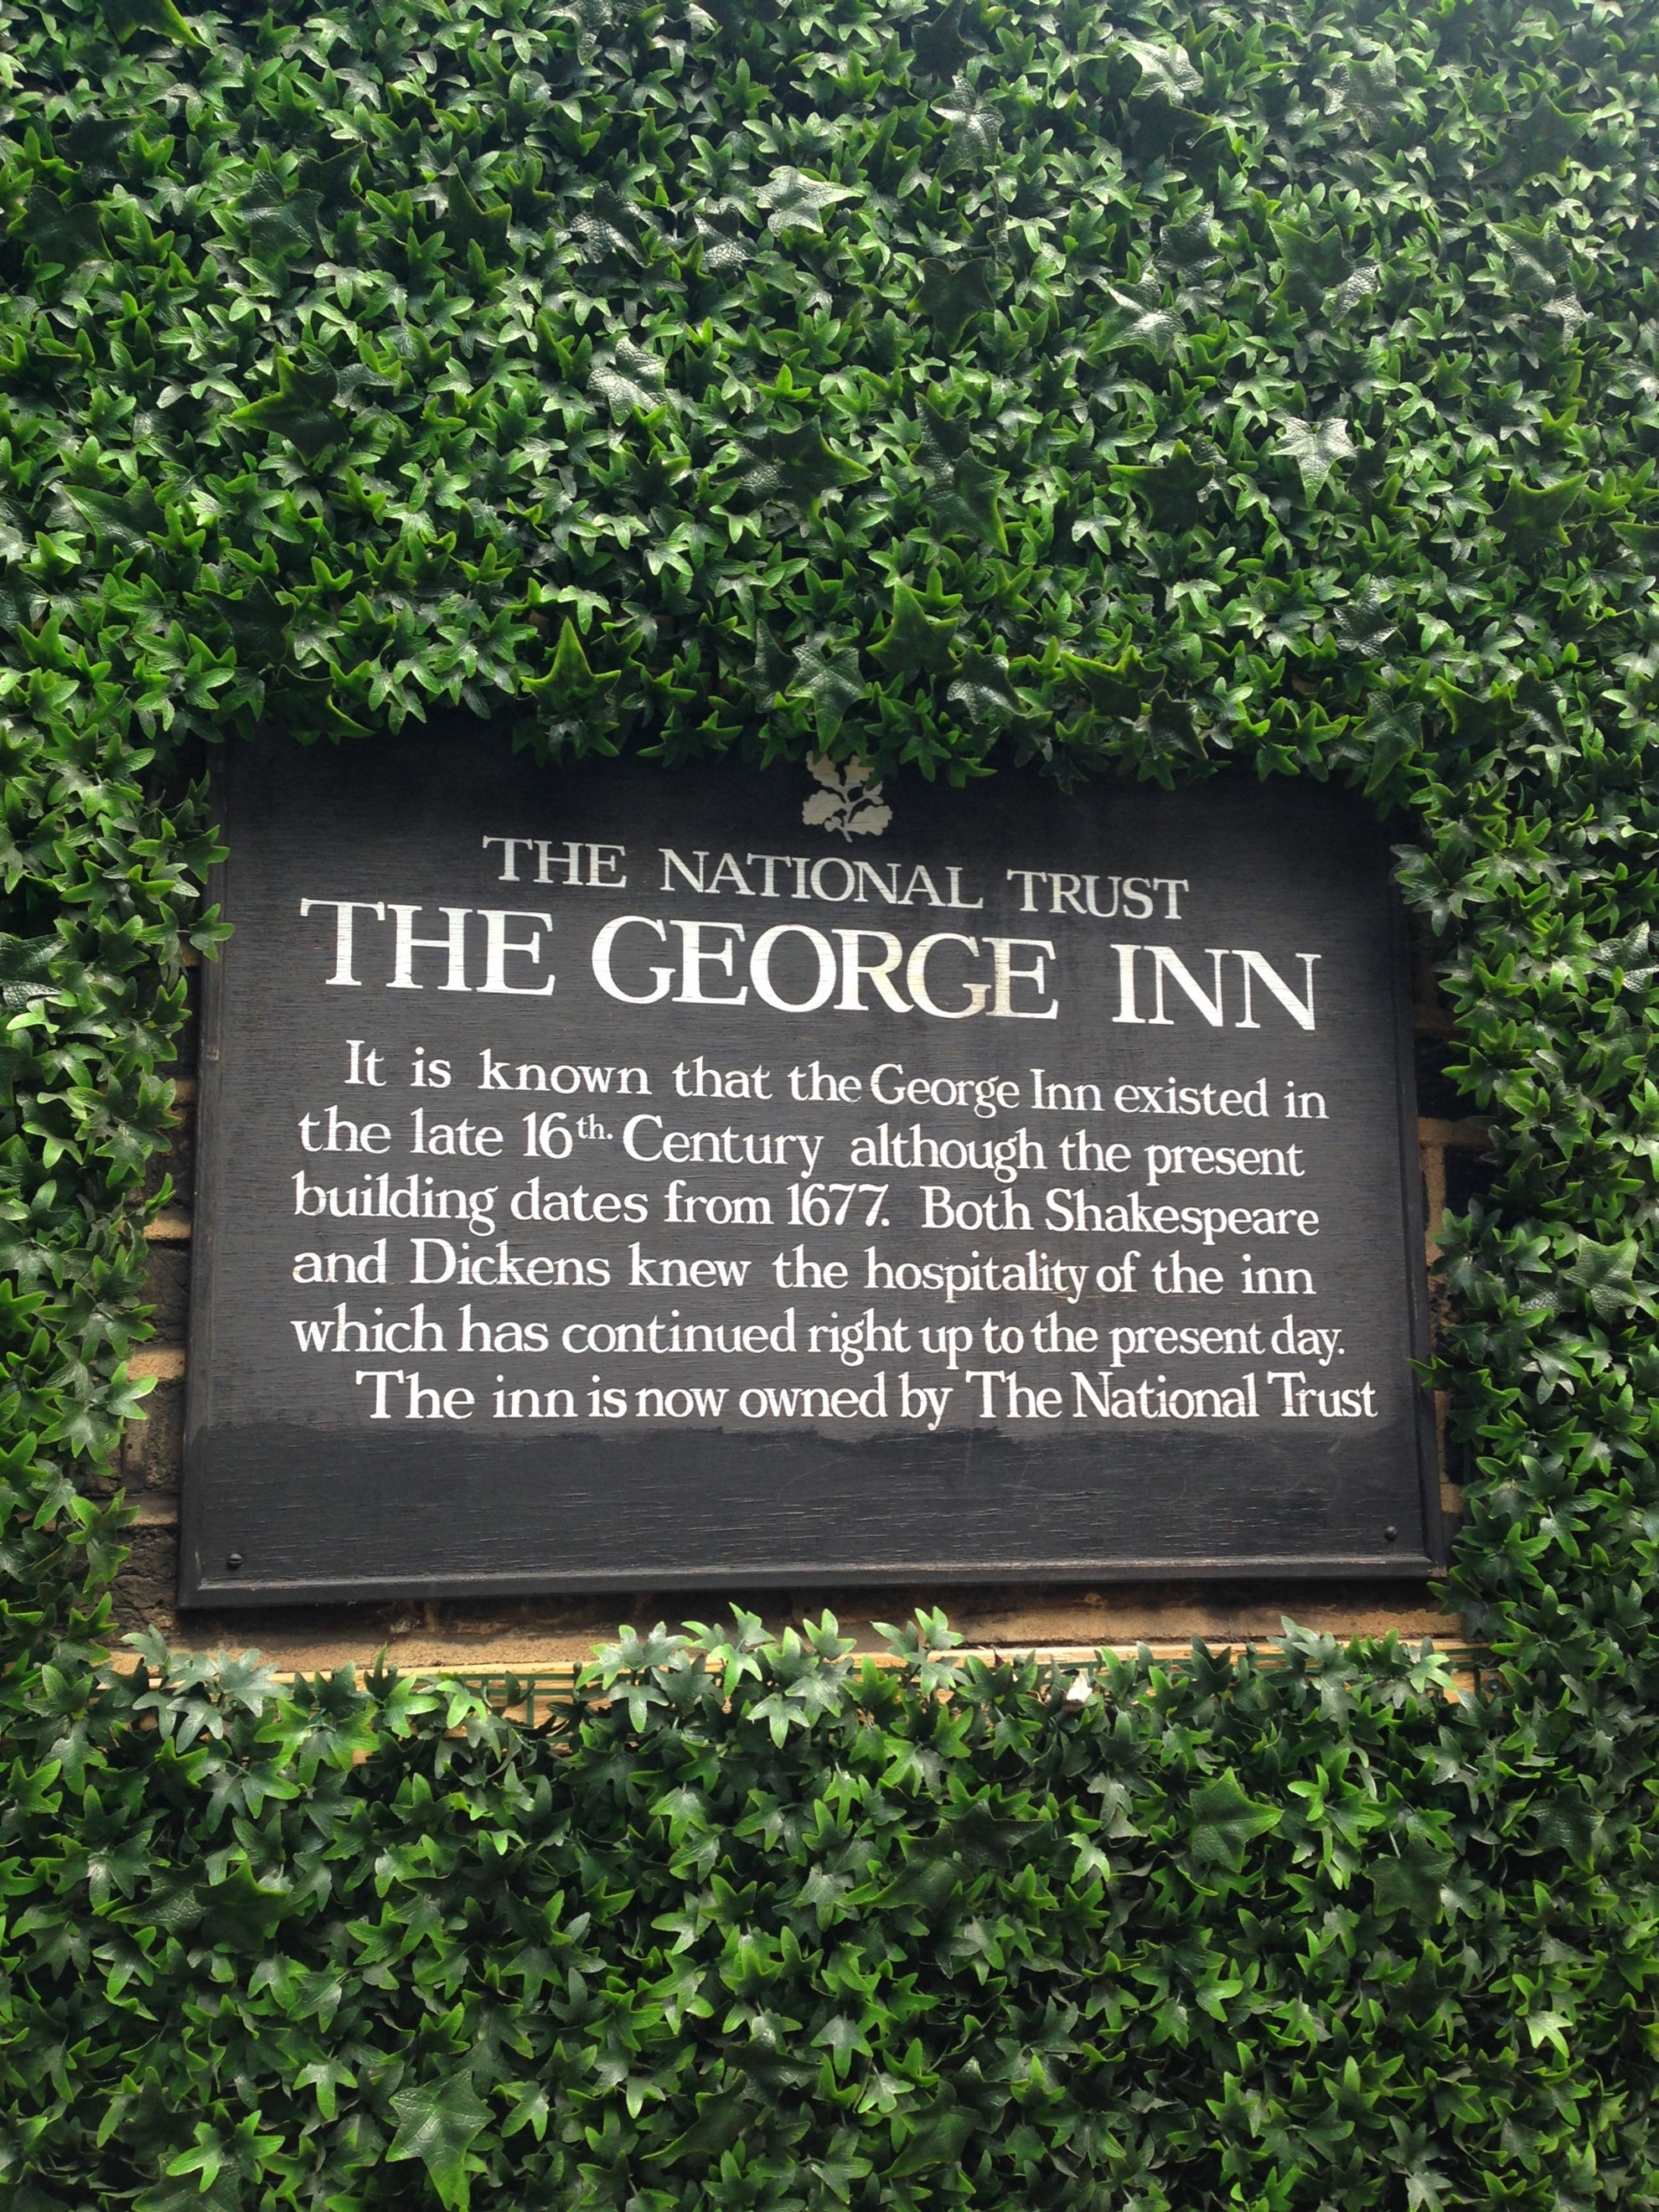 THE NATIONAL TRUST
THE GEORGE INN
It is known that the George Inn existed in
the late 16th. Century although the present
building dates from 1677. Both Shakespeare
and Dickens knew the hospitality of the inn
which has continued right up to the present day.
The inn is now owned by The National Trust